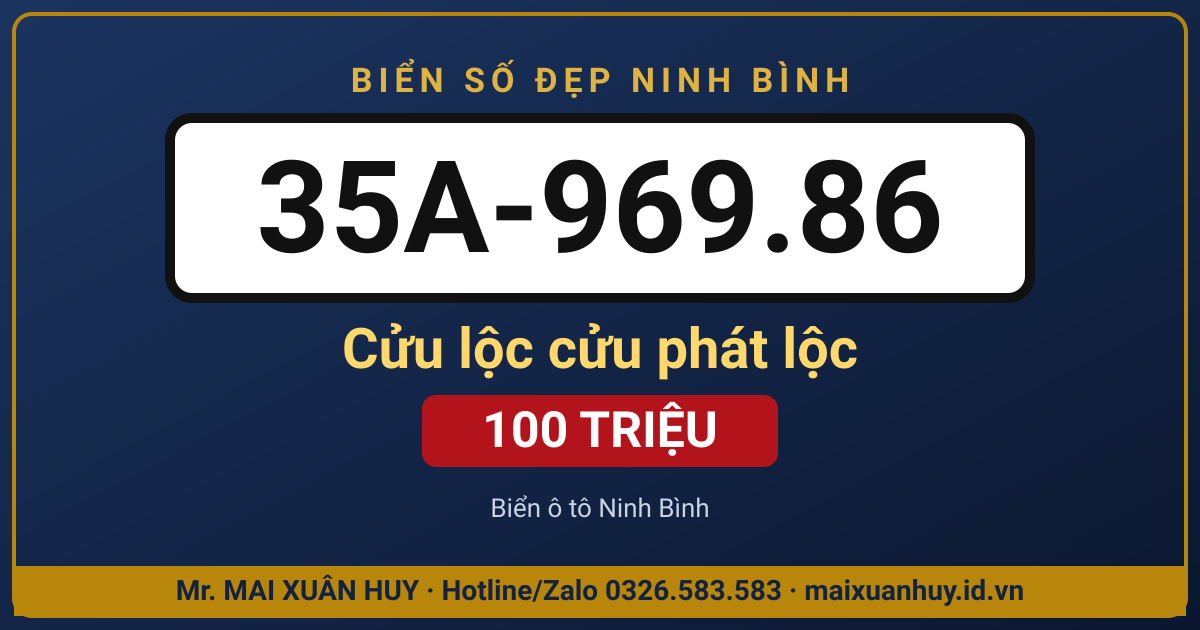 BIỂN SỐ ĐẸP NINH BÌNH
35A-969.86
Cửu lộc cửu phát lộc
100 TRIỆU
Biển ô tô Ninh Bình
Mr. MAI XUÂN HUY · Hotline/Zalo 0326.583.583 · maixuanhuy.id.vn